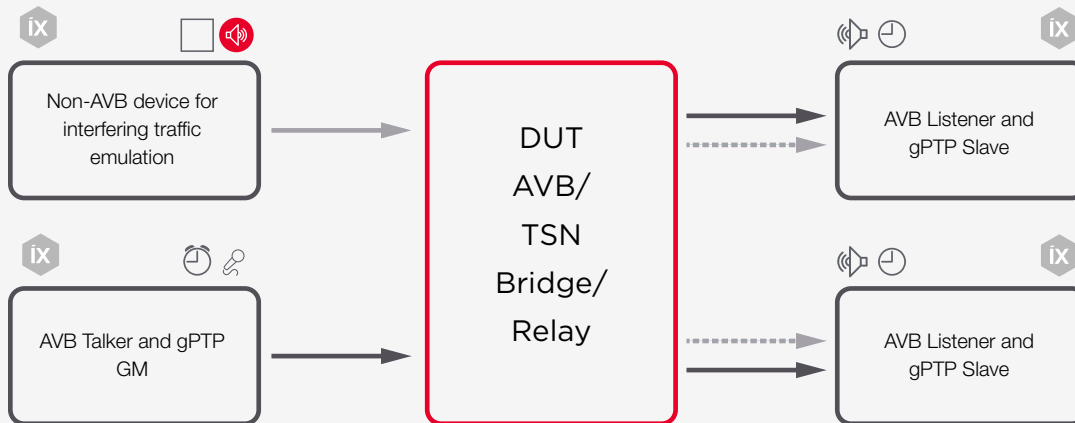 iX
Non-AVB device for
interfering traffic
emulation
iX
AVB Talker and gPTP
GM
DUT
AVB/
TSN
Bridge/
Relay
iX
AVB Listener and
gPTP Slave
iX
AVB Listener and
gPTP Slave